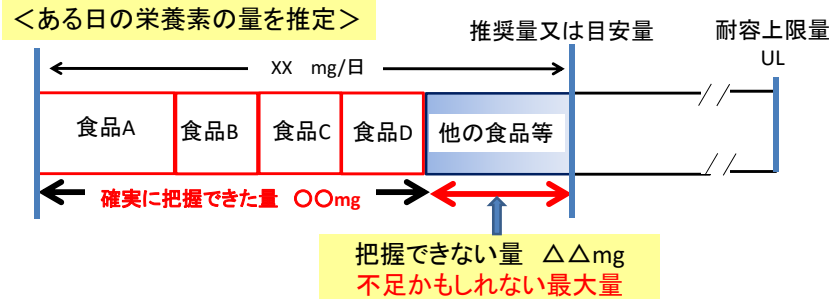 ＜ある日の栄養素の量を推定＞
推奨量又は目安量
耐容上限量
UL
XX　mg/日
食品A
食品B
食品C
食品D
他の食品等
確実に把握できた量　〇〇mg
把握できない量　△△mg
不足かもしれない最大量